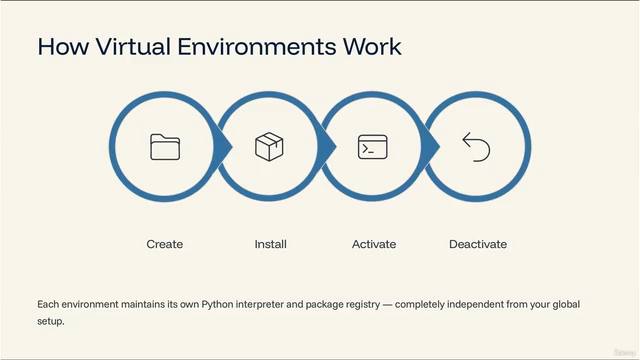 How Virtual Environments Work
Create
Install
Activate
Deactivate
Each environment maintains its own Python interpreter and package registry — completely independent from your global
setup.